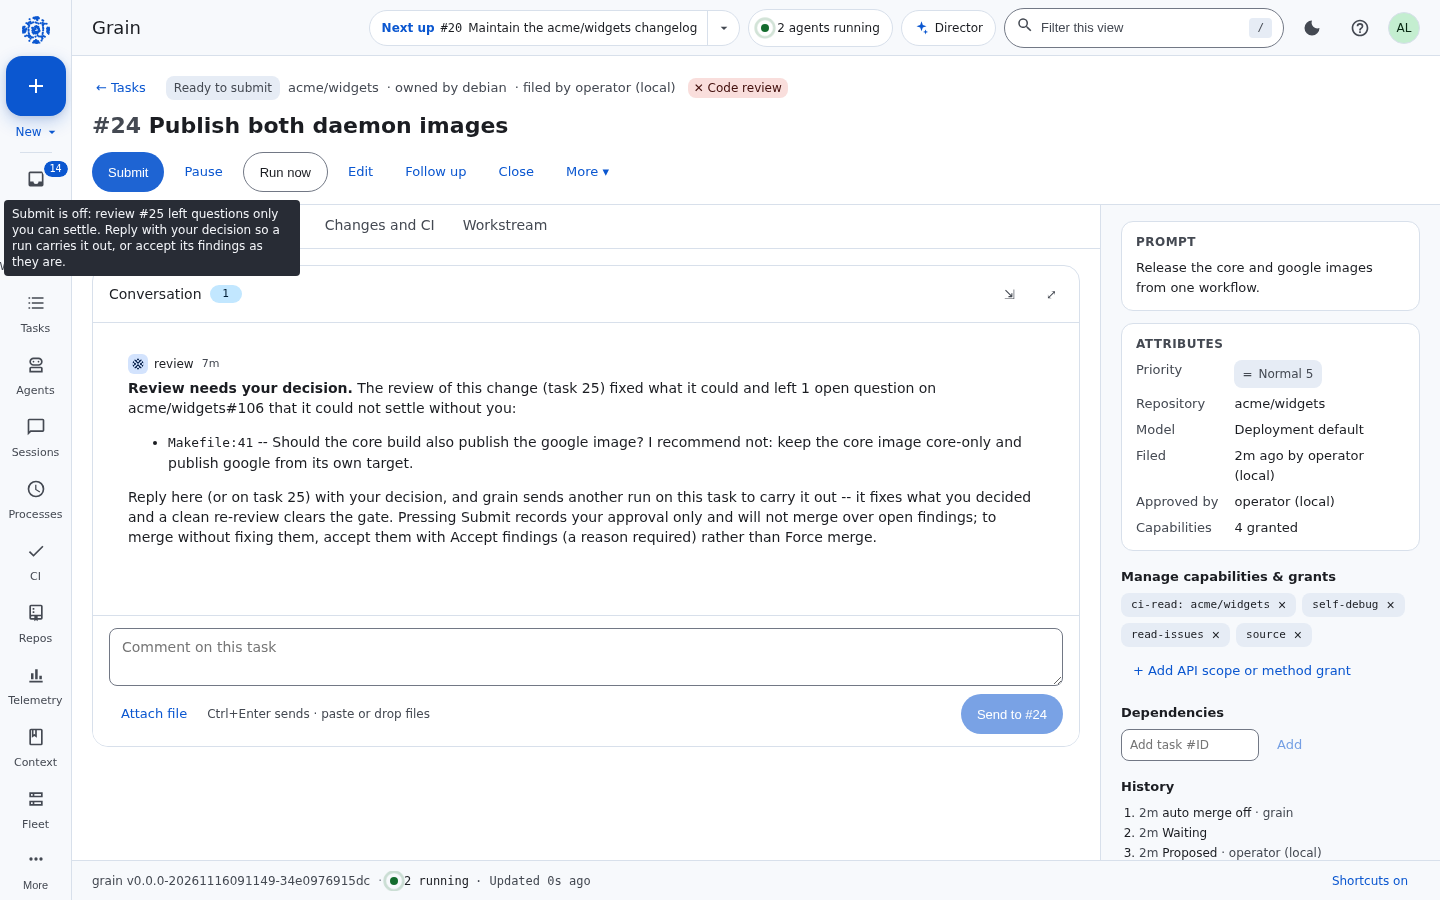 Grain
Next up #20 Maintain the acme/widgets changelog
2 agents running
Director
Filter this view
/
AL
New
14
← Tasks
Ready to submit
acme/widgets · owned by debian · filed by operator (local)
✕ Code review
#24 Publish both daemon images
Submit
Pause
Run now
Edit
Follow up
Close
More ▾
Submit is off: review #25 left questions only
you can settle. Reply with your decision so a
run carries it out, or accept its findings as
they are.
Changes and CI
Workstream
Tasks
Agents
Sessions
Processes
CI
Repos
Telemetry
Context
Fleet
More
Conversation 1
review 7m
Review needs your decision. The review of this change (task 25) fixed what it could and left 1 open question on
acme/widgets#106 that it could not settle without you:
• Makefile:41 -- Should the core build also publish the google image? I recommend not: keep the core image core-only and
publish google from its own target.
Reply here (or on task 25) with your decision, and grain sends another run on this task to carry it out -- it fixes what you decided
and a clean re-review clears the gate. Pressing Submit records your approval only and will not merge over open findings; to
merge without fixing them, accept them with Accept findings (a reason required) rather than Force merge.
Comment on this task
Attach file
Ctrl+Enter sends · paste or drop files
Send to #24
PROMPT
Release the core and google images
from one workflow.
ATTRIBUTES
Priority = Normal 5
Repository acme/widgets
Model Deployment default
Filed 2m ago by operator
(local)
Approved by operator (local)
Capabilities 4 granted
Manage capabilities & grants
ci-read: acme/widgets ×
self-debug ×
read-issues ×
source ×
+ Add API scope or method grant
Dependencies
Add task #ID
Add
History
1. 2m auto merge off · grain
2. 2m Waiting
3. 2m Proposed · operator (local)
grain v0.0.0-20261116091149-34e0976915dc · 2 running · Updated 0s ago
Shortcuts on